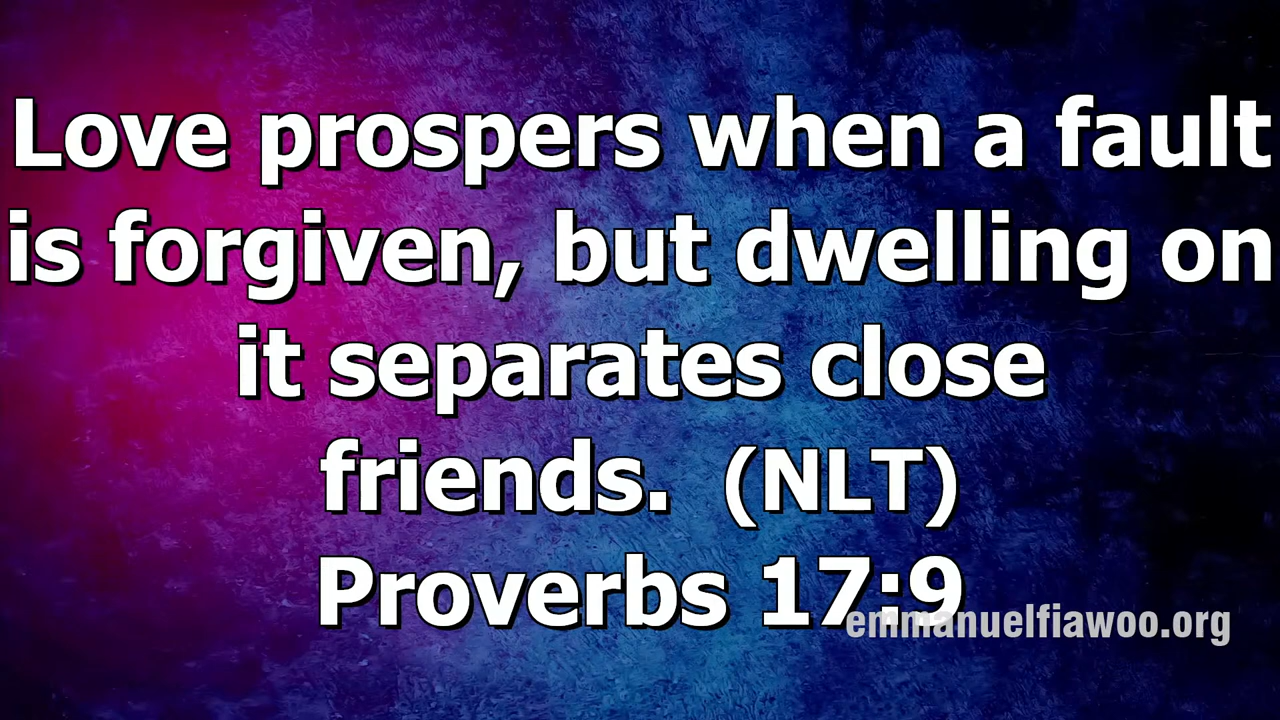 Love prospers when a fault
is forgiven, but dwelling on
it separates close
friends. (NLT)
Proverbs 17:9
emmanuelfiawoo.org